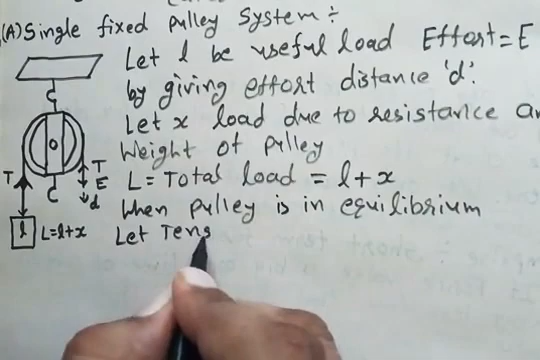 (A) Single fixed pulley system ÷
Let l be useful load Effort = E
by giving effort distance 'd'.
Let x load due to resistance an
Weight of pulley
L = Total load = l + x
When pulley is in equilibrium
Let Tens
T
T
E
d
l
L = l + x